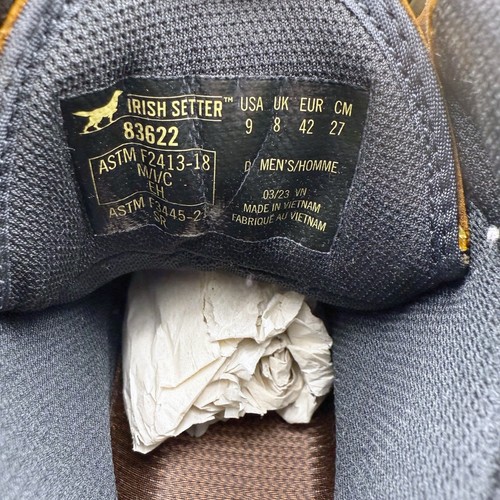 IRISH SETTER™
83622
ASTM F2413-18
M/I/C
EH
ASTM F3445-2
SR
USA UK EUR CM
9 8 42 27
D MEN'S/HOMME
03/23 VN
MADE IN VIETNAM
FABRIQUÉ AU VIETNAM